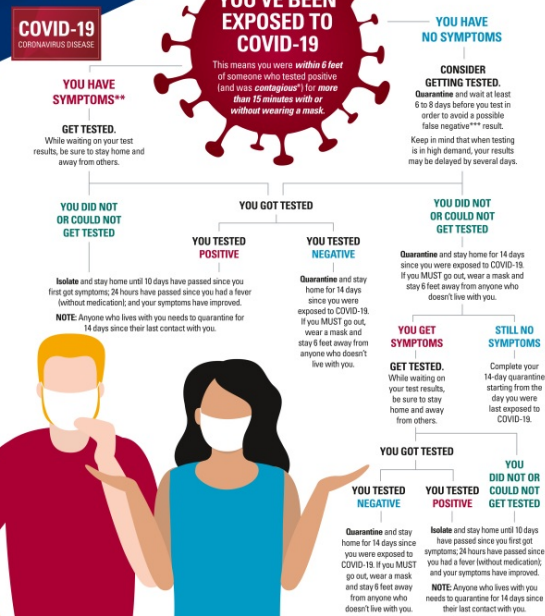 COVID-19
CORONAVIRUS DISEASE
YOU'VE BEEN
EXPOSED TO
COVID-19
This means you were within 6 feet
of someone who tested positive
(and was contagious*) for more
than 15 minutes with or
without wearing a mask.
YOU HAVE
SYMPTOMS**
GET TESTED.
While waiting on your test
results, be sure to stay home and
away from others.
YOU HAVE
NO SYMPTOMS
CONSIDER
GETTING TESTED.
Quarantine and wait at least
6 to 8 days before you test in
order to avoid a possible
false negative*** result.
Keep in mind that when testing
is in high demand, your results
may be delayed by several days.
YOU DID NOT
OR COULD NOT
GET TESTED
YOU GOT TESTED
YOU TESTED
POSITIVE
Isolate and stay home until 10 days have passed since you
first got symptoms; 24 hours have passed since you had a fever
(without medication); and your symptoms have improved.
NOTE: Anyone who lives with you needs to quarantine for
14 days since their last contact with you.
YOU TESTED
NEGATIVE
Quarantine and stay
home for 14 days
since you were
exposed to COVID-19.
If you MUST go out,
wear a mask and
stay 6 feet away from
anyone who doesn't
live with you.
YOU DID NOT
OR COULD NOT
GET TESTED
Quarantine and stay home for 14 days
since you were exposed to COVID-19.
If you MUST go out, wear a mask and
stay 6 feet away from anyone who
doesn't live with you.
YOU GET
SYMPTOMS
GET TESTED.
While waiting on
your test results,
be sure to stay
home and away
from others.
STILL NO
SYMPTOMS
Complete your
14-day quarantine
starting from the
day you were
last exposed to
COVID-19.
YOU GOT TESTED
YOU TESTED
NEGATIVE
Quarantine and stay
home for 14 days since
you were exposed to
COVID-19. If you MUST
go out, wear a mask
and stay 6 feet away
from anyone who
doesn't live with you.
YOU TESTED
POSITIVE
YOU
DID NOT OR
COULD NOT
GET TESTED
Isolate and stay home until 10 days
have passed since you first got
symptoms; 24 hours have passed since
you had a fever (without medication);
and your symptoms have improved.
NOTE: Anyone who lives with you
needs to quarantine for 14 days since
their last contact with you.